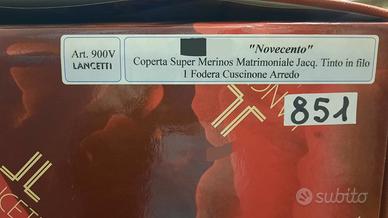 Art. 900V
LANCETTI
"Novecento"
Coperta Super Merinos Matrimoniale Jacq. Tinto in filo
1 Fodera Cuscinone Arredo
851
subito